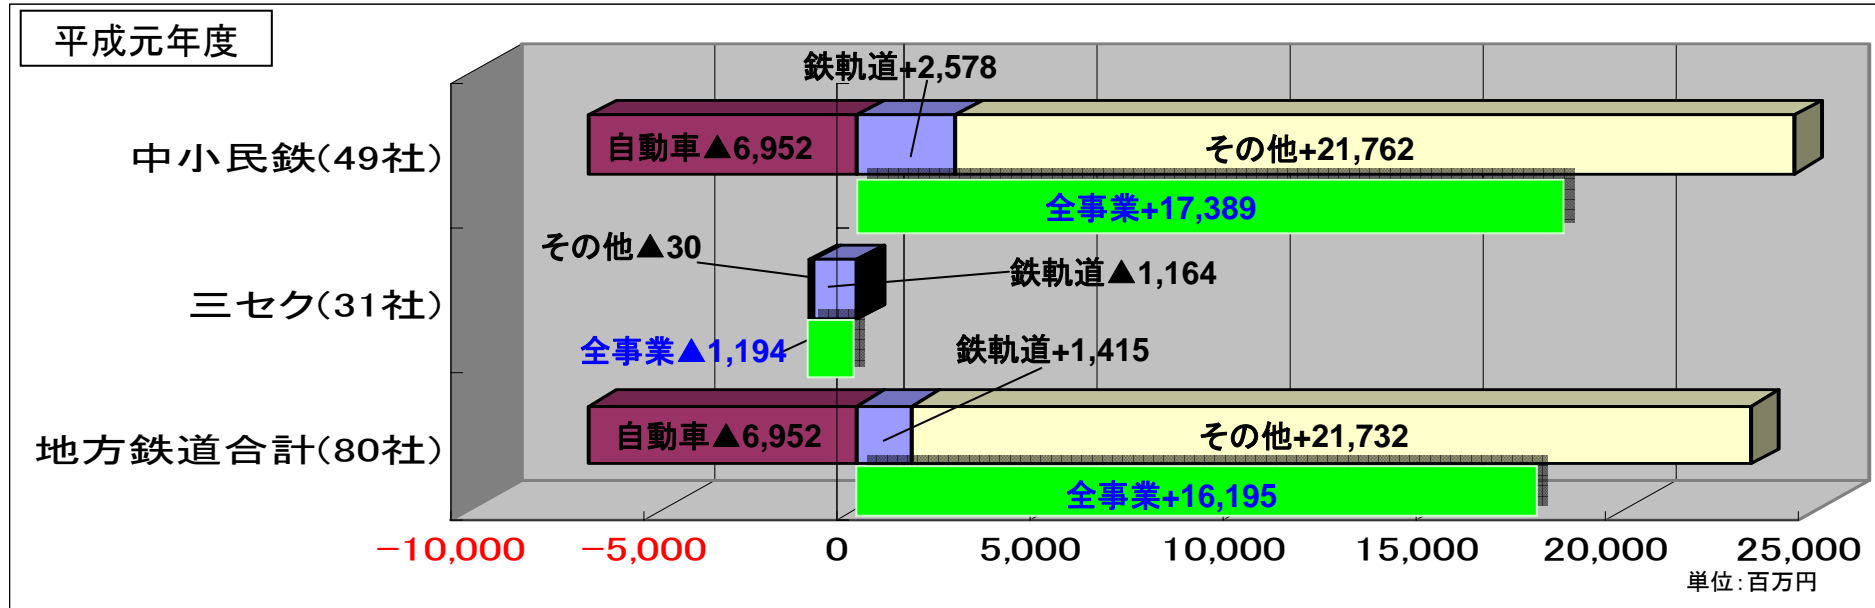 平成元年度
鉄軌道+2,578
中小民鉄(49社)
自動車▲6,952
その他+21,762
全事業+17,389
その他▲30
鉄軌道▲1,164
三セク(31社)
全事業▲1,194
鉄軌道+1,415
地方鉄道合計(80社)
自動車▲6,952
その他+21,732
全事業+16,195
−10,000 −5,000 0 5,000 10,000 15,000 20,000 25,000
単位:百万円